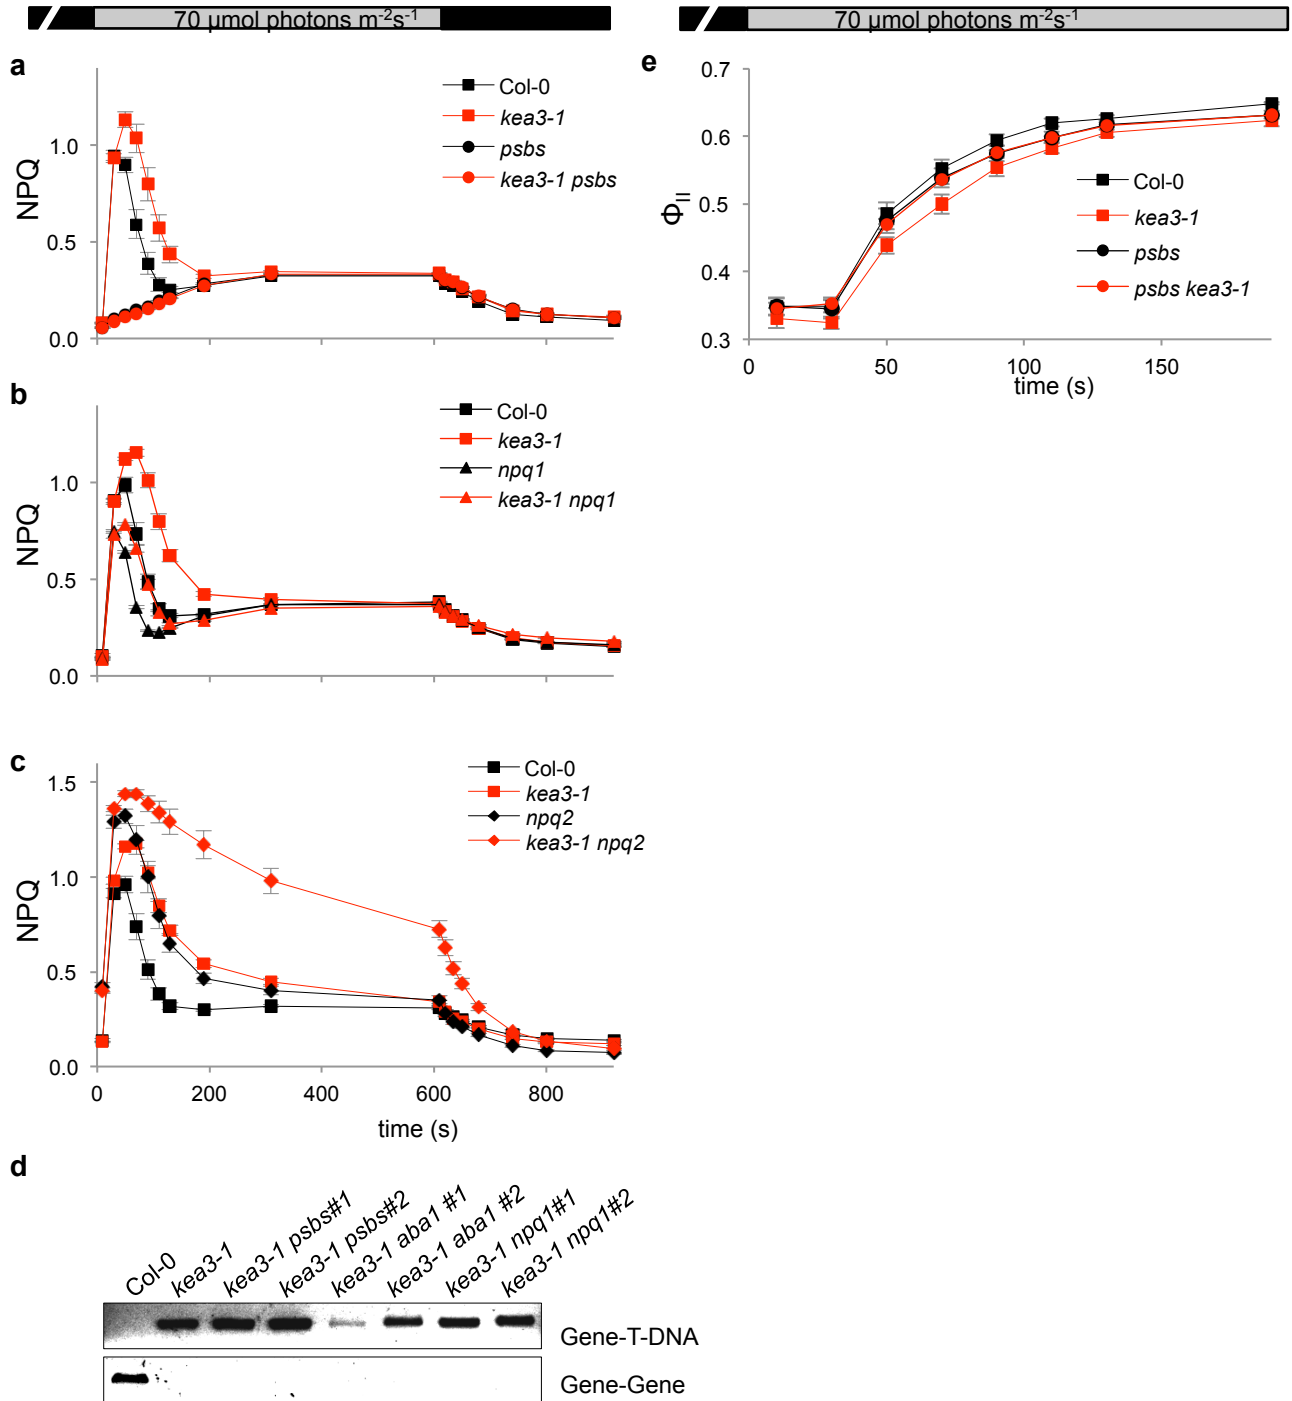 70 µmol photons m-2s-1
70 µmol photons m-2s-1
a
NPQ
1.0
0.5
0.0
Col-0
kea3-1
psbs
kea3-1 psbs
e
ΦII
0.7
0.6
0.5
0.4
0.3
0
50
100
150
time (s)
Col-0
kea3-1
psbs
psbs kea3-1
b
NPQ
1.0
0.5
0.0
Col-0
kea3-1
npq1
kea3-1 npq1
c
NPQ
1.5
1.0
0.5
0.0
0
200
400
600
800
time (s)
Col-0
kea3-1
npq2
kea3-1 npq2
d
Col-0
kea3-1
kea3-1 psbs#1
kea3-1 psbs#2
kea3-1 aba1 #1
kea3-1 aba1 #2
kea3-1 npq1#1
kea3-1 npq1#2
Gene-T-DNA
Gene-Gene